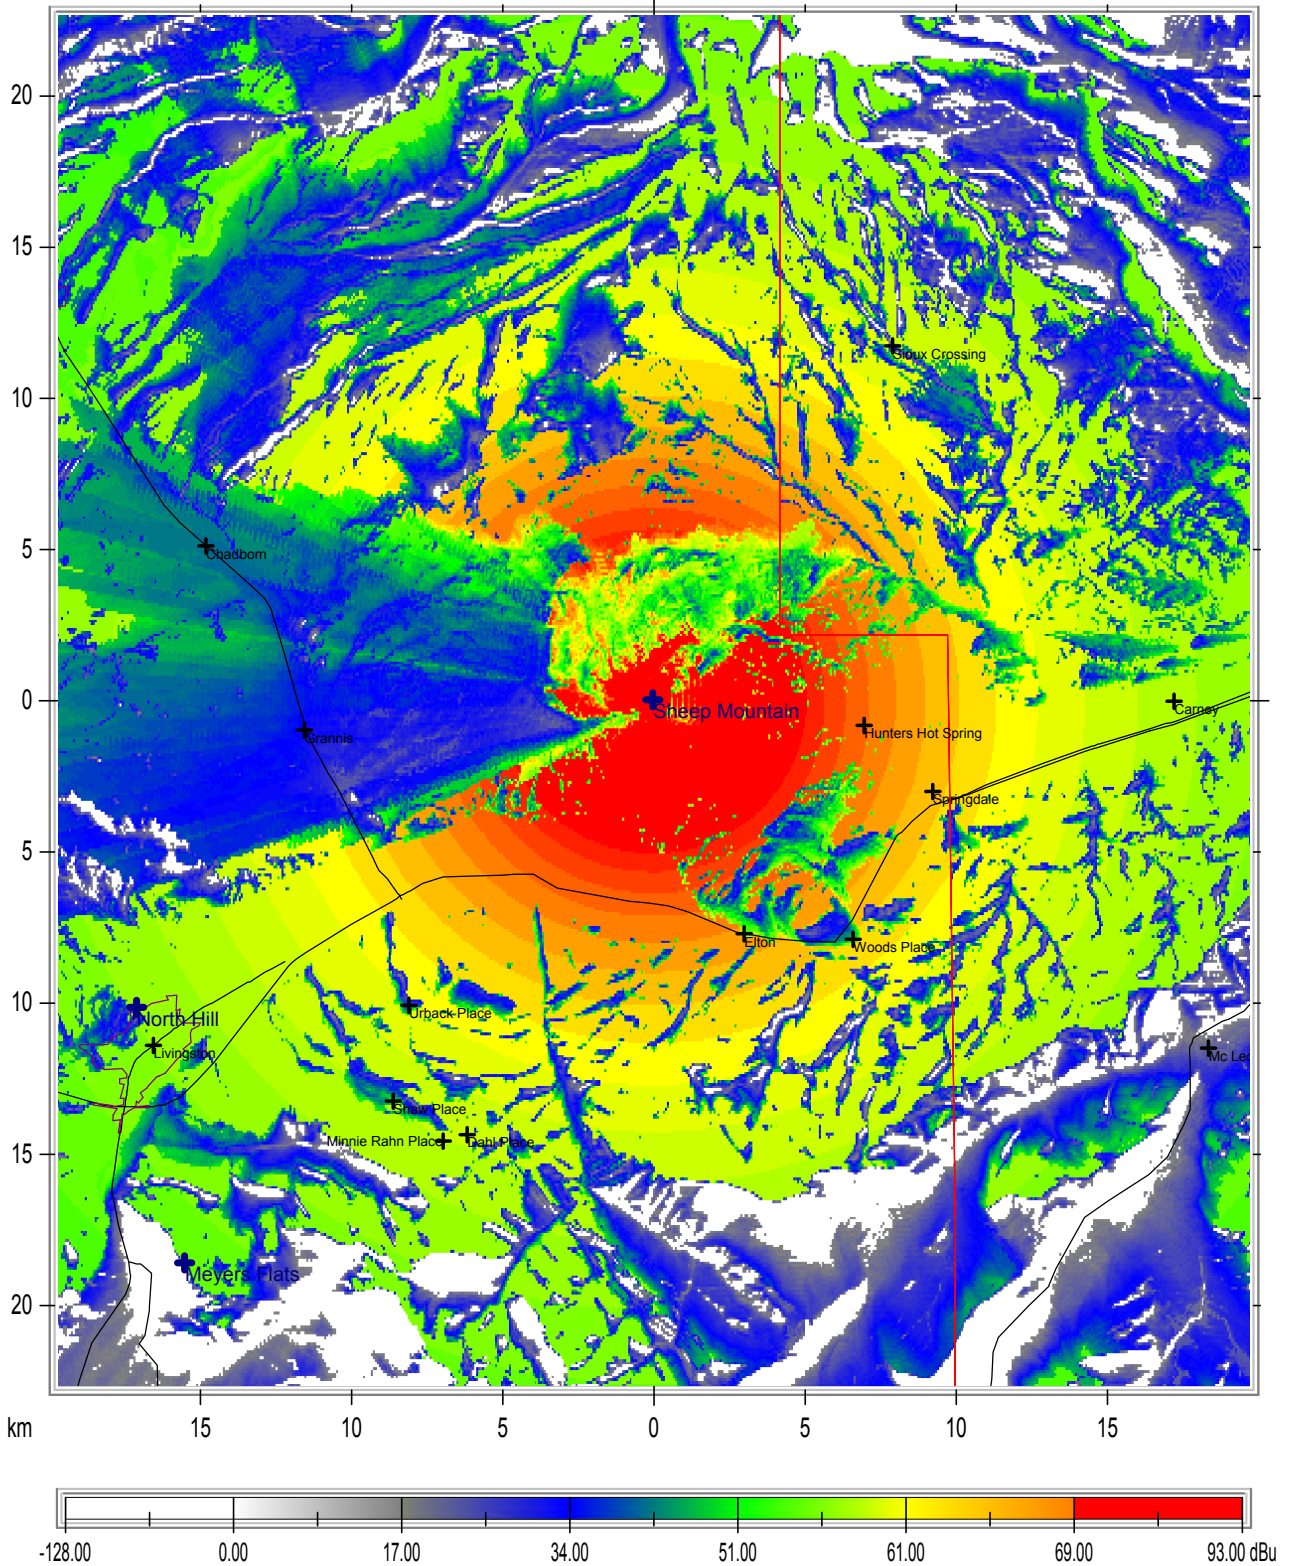 20
15
Sioux Crossing
10
5
Chadborn
0
Sheep Mountain
Carney
Grannis
Hunters Hot Spring
Springdale
5
Elton
Woods Place
10
Urback Place
North Hill
Livingston
Mc Leo
Shaw Place
Minnie Rahn Place
Dahl Place
15
Meyers Flats
20
km 15 10 5 0 5 10 15
-128.00 0.00 17.00 34.00 51.00 61.00 69.00 93.00 dBu